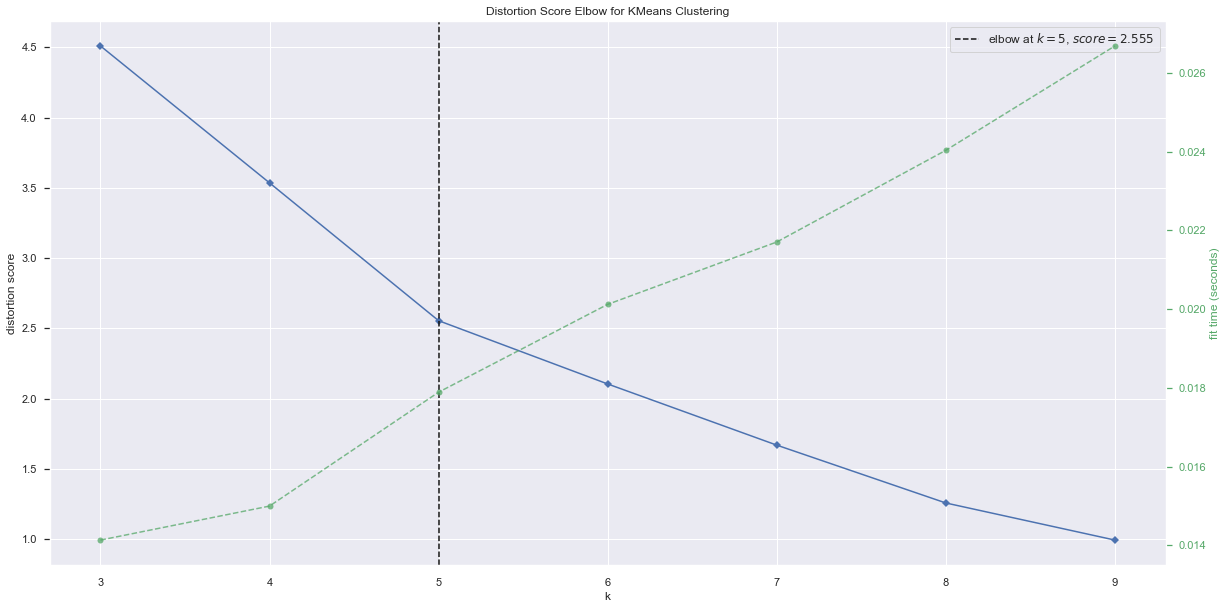 Distortion Score Elbow for KMeans Clustering
elbow at k = 5, score = 2.555
distortion score
4.5
4.0
3.5
3.0
2.5
2.0
1.5
1.0
0.026
0.024
0.022
0.020
0.018
0.016
0.014
fit time (seconds)
3 4 5 6 7 8 9
k